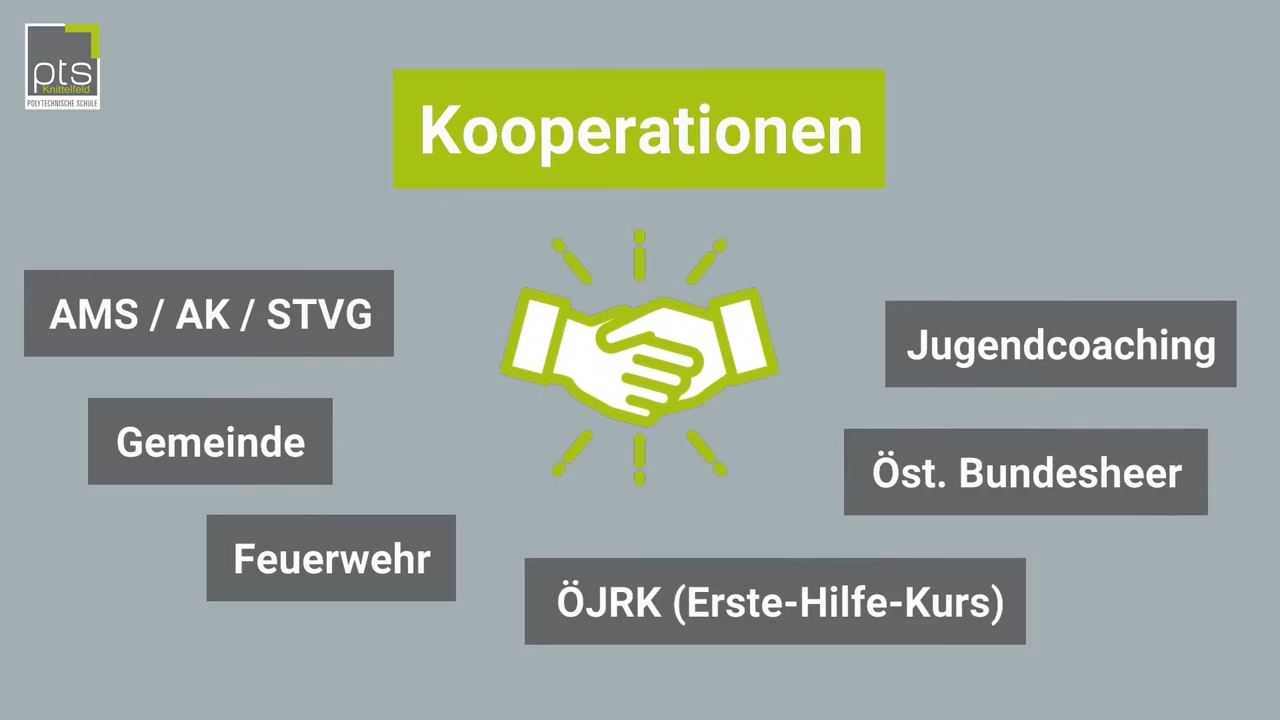 pts
Knittelfeld
POLYTECHNISCHE SCHULE
Kooperationen
AMS / AK / STVG
Gemeinde
Feuerwehr
ÖJRK (Erste-Hilfe-Kurs)
Jugendcoaching
Öst. Bundesheer